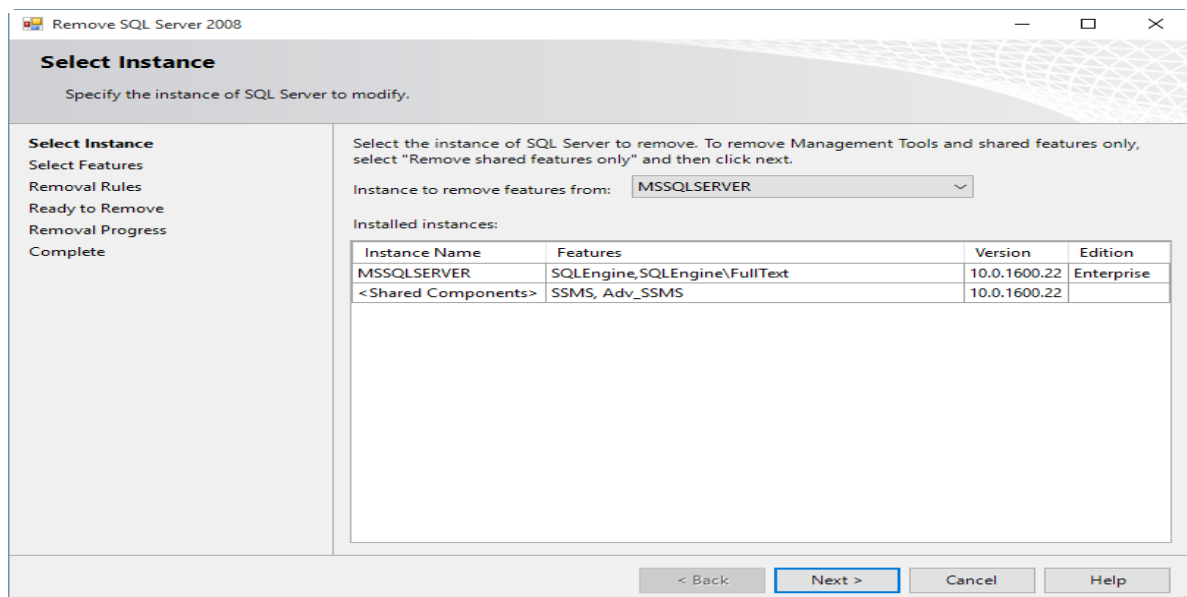 Remove SQL Server 2008
Select Instance
Specify the instance of SQL Server to modify.
Select Instance
Select Features
Removal Rules
Ready to Remove
Removal Progress
Complete
Select the instance of SQL Server to remove. To remove Management Tools and shared features only,
select "Remove shared features only" and then click next.
Instance to remove features from: MSSQLSERVER
Installed instances:
Instance Name Features Version Edition
MSSQLSERVER SQLEngine,SQLEngine\FullText 10.0.1600.22 Enterprise
<Shared Components> SSMS, Adv_SSMS 10.0.1600.22
< Back Next > Cancel Help